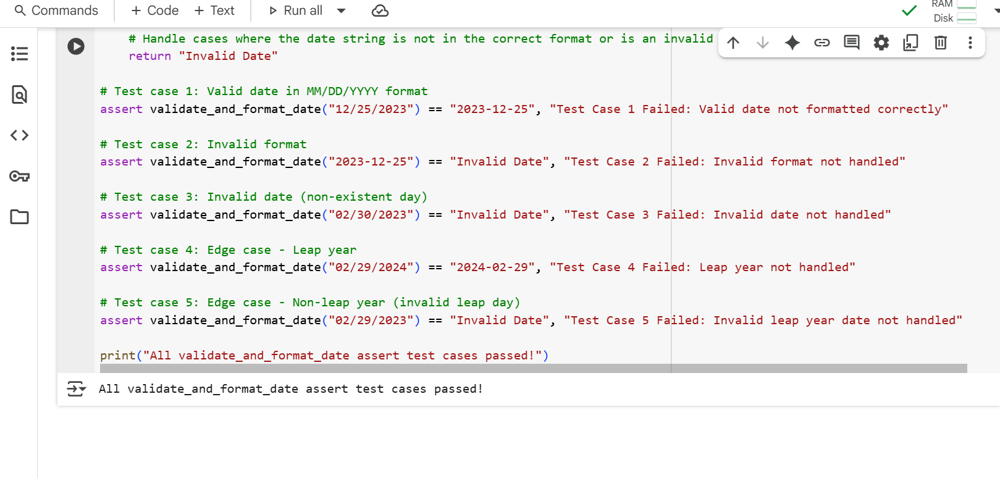 Commands + Code + Text Run all
RAM
Disk
# Handle cases where the date string is not in the correct format or is an invalid
return "Invalid Date"
# Test case 1: Valid date in MM/DD/YYYY format
assert validate_and_format_date("12/25/2023") == "2023-12-25", "Test Case 1 Failed: Valid date not formatted correctly"
# Test case 2: Invalid format
assert validate_and_format_date("2023-12-25") == "Invalid Date", "Test Case 2 Failed: Invalid format not handled"
# Test case 3: Invalid date (non-existent day)
assert validate_and_format_date("02/30/2023") == "Invalid Date", "Test Case 3 Failed: Invalid date not handled"
# Test case 4: Edge case - Leap year
assert validate_and_format_date("02/29/2024") == "2024-02-29", "Test Case 4 Failed: Leap year not handled"
# Test case 5: Edge case - Non-leap year (invalid leap day)
assert validate_and_format_date("02/29/2023") == "Invalid Date", "Test Case 5 Failed: Invalid leap year date not handled"
print("All validate_and_format_date assert test cases passed!")
All validate_and_format_date assert test cases passed!